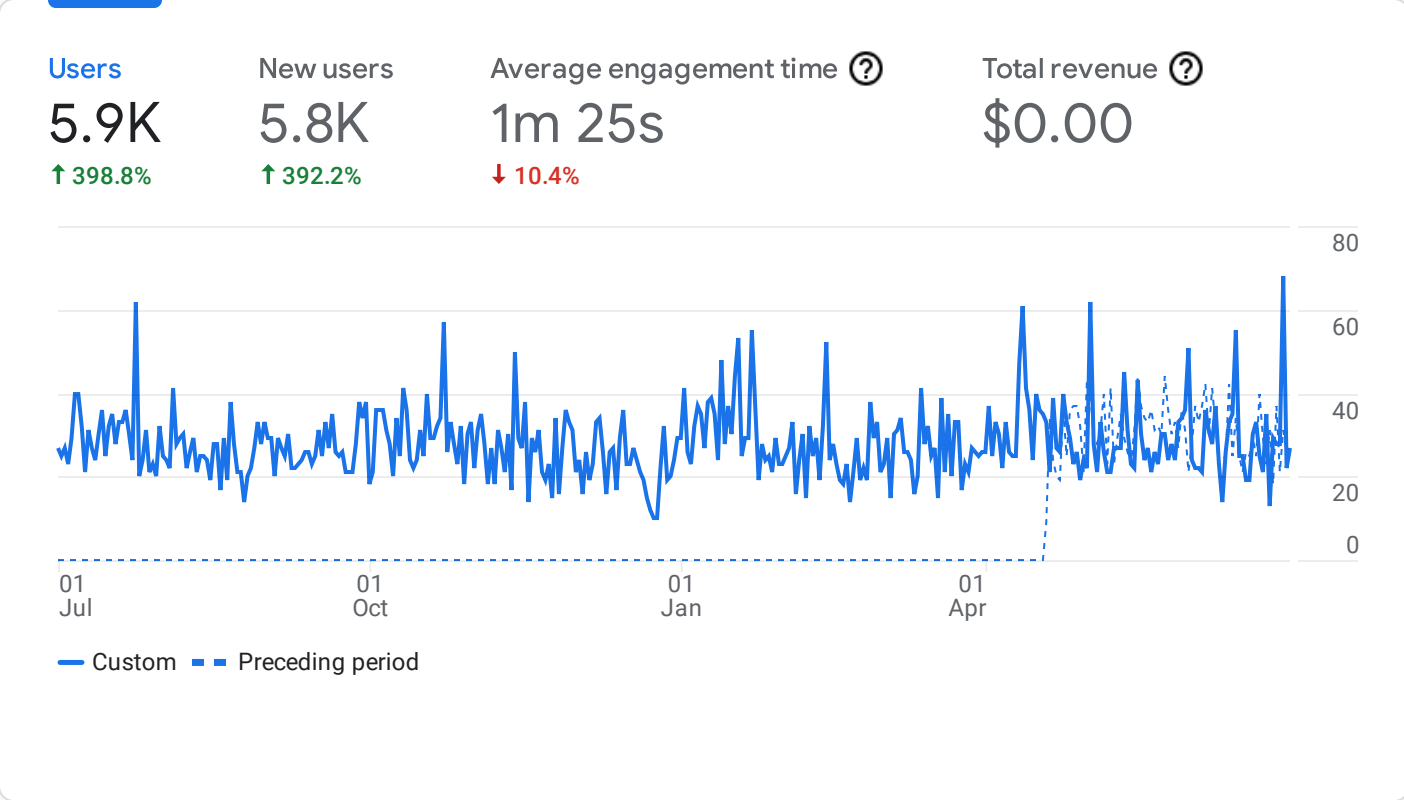 Users New users Average engagement time ? Total revenue ?
5.9K 5.8K 1m 25s $0.00
↑ 398.8% ↑ 392.2% ↓ 10.4%
80
60
40
20
0
01 01 01 01
Jul Oct Jan Apr
Custom Preceding period